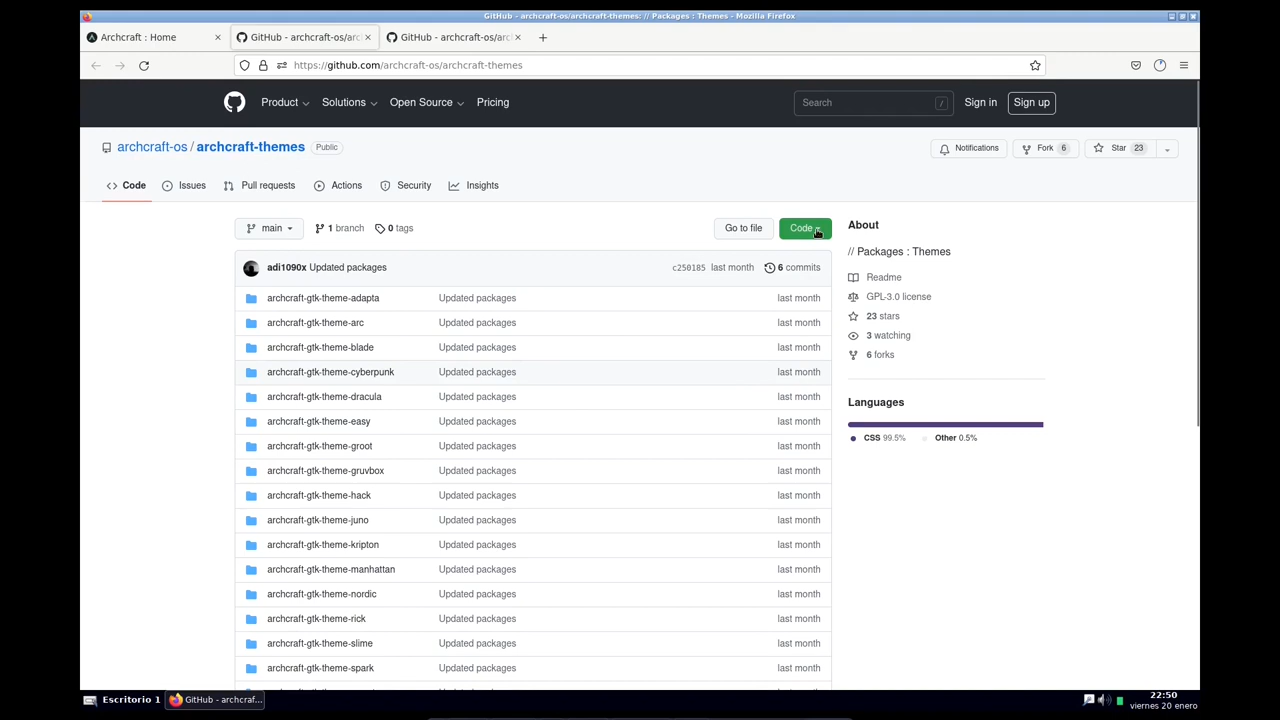 GitHub - archcraft-os/archcraft-themes: // Packages : Themes - Mozilla Firefox
Archcraft : Home
GitHub - archcraft-os/arc
GitHub - archcraft-os/arc
https://github.com/archcraft-os/archcraft-themes
Product
Solutions
Open Source
Pricing
Search
/
Sign in
Sign up
archcraft-os / archcraft-themes
Public
Notifications
Fork 6
Star 23
Code
Issues
Pull requests
Actions
Security
Insights
main
1 branch
0 tags
Go to file
Code
About
// Packages : Themes
Readme
GPL-3.0 license
23 stars
3 watching
6 forks
Languages
CSS 99.5%
Other 0.5%
adi1090x Updated packages
c250185 last month
6 commits
archcraft-gtk-theme-adapta Updated packages last month
archcraft-gtk-theme-arc Updated packages last month
archcraft-gtk-theme-blade Updated packages last month
archcraft-gtk-theme-cyberpunk Updated packages last month
archcraft-gtk-theme-dracula Updated packages last month
archcraft-gtk-theme-easy Updated packages last month
archcraft-gtk-theme-groot Updated packages last month
archcraft-gtk-theme-gruvbox Updated packages last month
archcraft-gtk-theme-hack Updated packages last month
archcraft-gtk-theme-juno Updated packages last month
archcraft-gtk-theme-kripton Updated packages last month
archcraft-gtk-theme-manhattan Updated packages last month
archcraft-gtk-theme-nordic Updated packages last month
archcraft-gtk-theme-rick Updated packages last month
archcraft-gtk-theme-slime Updated packages last month
archcraft-gtk-theme-spark Updated packages last month
Escritorio 1
GitHub - archcraf...
22:50
viernes 20 enero